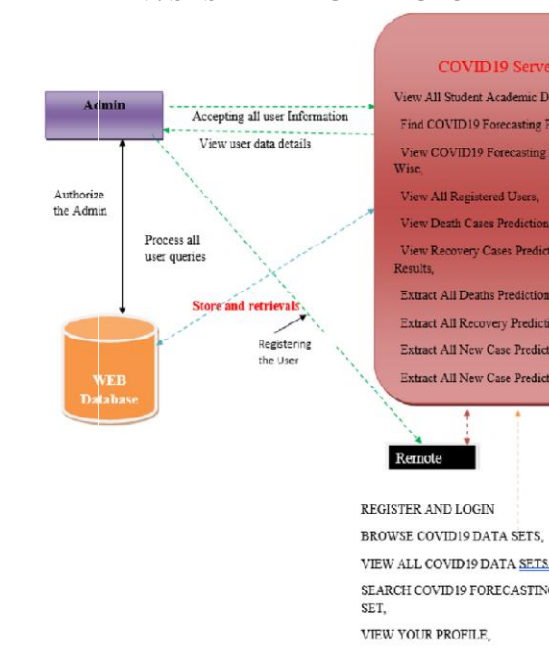 COVID19 Serve
View All Student Academic D
Find COVID19 Forecasting
View COVID19 Forecasting
Wise,
View All Registered Users,
View Death Cases Prediction
View Recovery Cases Predict
Results,
Extract All Deaths Prediction
Extract All Recovery Predicti
Extract All New Case Predict
Extract All New Case Predict
Admin
Accepting all user Information
View user data details
Authorize
the Admin
Process all
user queries
Store and retrievals
Registering
the User
WEB
Database
Remote
REGISTER AND LOGIN
BROWSE COVID19 DATA SETS,
VIEW ALL COVID19 DATA SETS
SEARCH COVID19 FORECASTING
SET,
VIEW YOUR PROFILE,